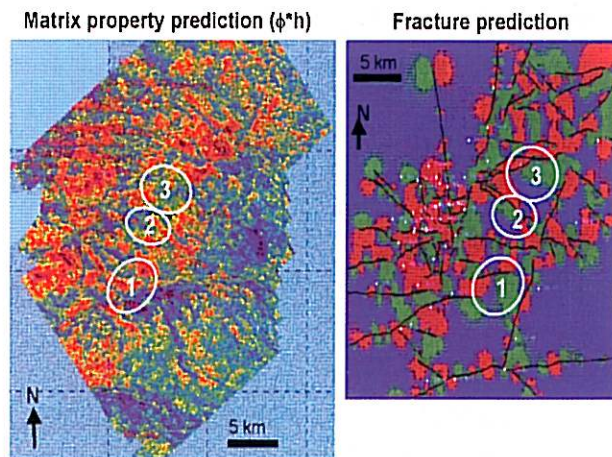 Matrix property prediction (ϕ*h)
3
2
1
N
5 km
Fracture prediction
5 km
N
3
2
1